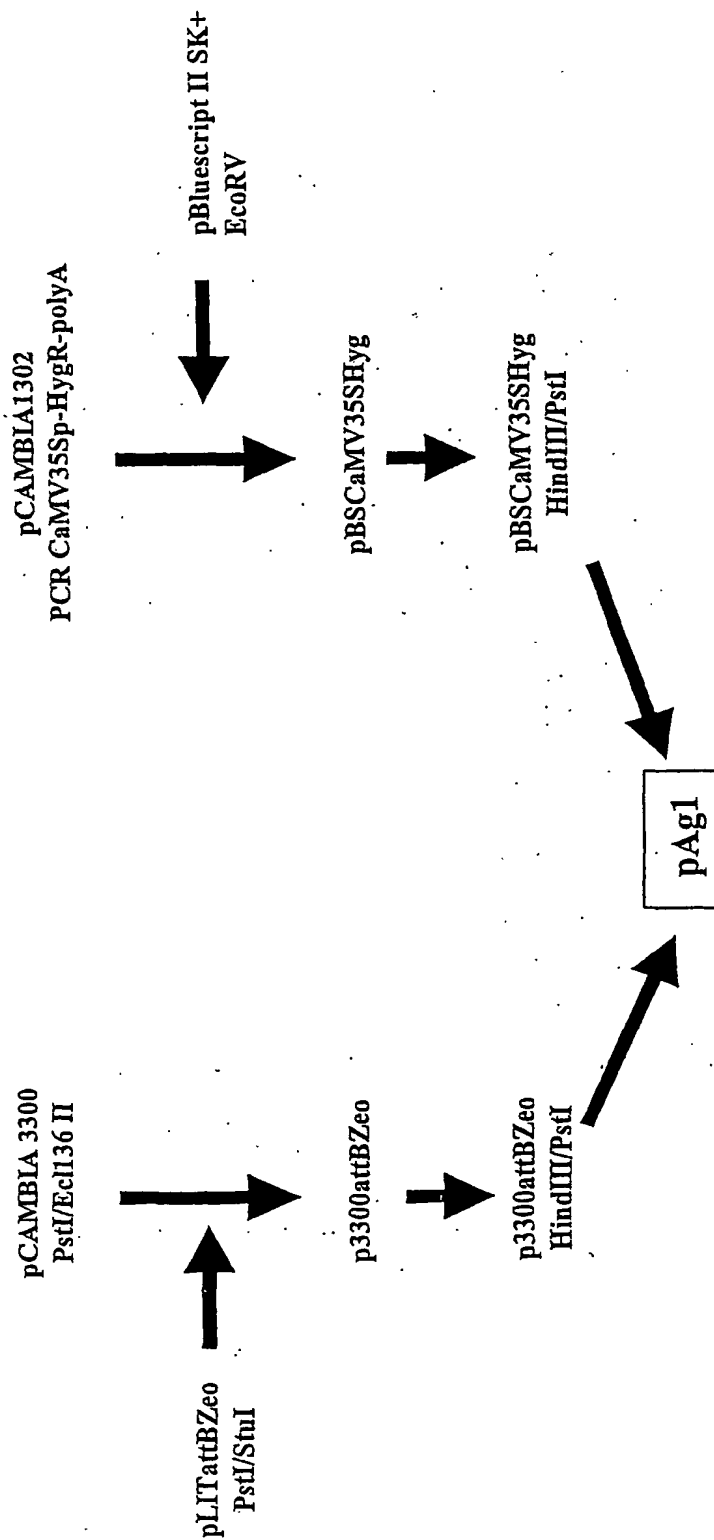 pCAMBIA 3300
PstI/Ecl136 II
pLITattBZeo
PstI/StuI
p3300attBZeo
p3300attBZeo
HindIII/PstI
pCAMBIA1302
PCR CaMV35Sp-HygR-polyA
pBluescript II SK+
EcoRV
pBSCaMV35SHyg
pBSCaMV35SHyg
HindIII/PstI
pAg1